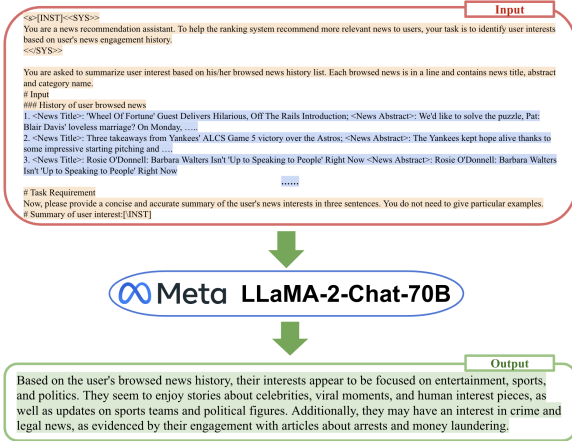 Input
<s>[INST]<<SYS>>
You are a news recommendation assistant. To help the ranking system recommend more relevant news to users, your task is to identify user interests
based on user's news engagement history.
<</SYS>>
You are asked to summarize user interest based on his/her browsed news history list. Each browsed news is in a line and contains news title, abstract
and category name.
# Input
### History of user browsed news
1. <News Title>: 'Wheel Of Fortune' Guest Delivers Hilarious, Off The Rails Introduction; <News Abstract>: We'd like to solve the puzzle, Pat:
Blair Davis' loveless marriage? On Monday, …..
2. <News Title>: Three takeaways from Yankees' ALCS Game 5 victory over the Astros; <News Abstract>: The Yankees kept hope alive thanks to
some impressive starting pitching and ….
3. <News Title>: Rosie O'Donnell: Barbara Walters Isn't 'Up to Speaking to People' Right Now <News Abstract>: Rosie O'Donnell: Barbara Walters
Isn't 'Up to Speaking to People' Right Now
……
# Task Requirement
Now, please provide a concise and accurate summary of the user's news interests in three sentences. You do not need to give particular examples.
# Summary of user interest:[\INST]
Meta LLaMA-2-Chat-70B
Output
Based on the user's browsed news history, their interests appear to be focused on entertainment, sports,
and politics. They seem to enjoy stories about celebrities, viral moments, and human interest pieces, as
well as updates on sports teams and political figures. Additionally, they may have an interest in crime and
legal news, as evidenced by their engagement with articles about arrests and money laundering.